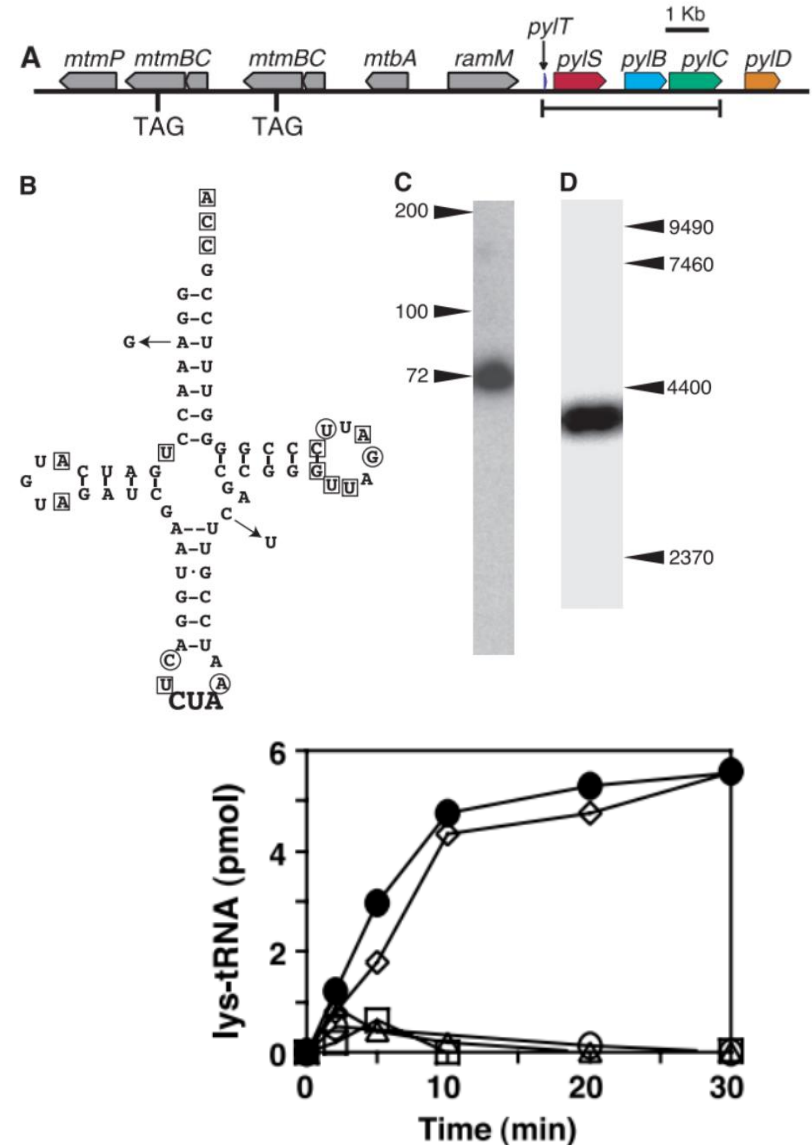 pylT
1 Kb
A
mtmP mtmBC mtmBC mtbA ramM pylS pylB pylC pylD
TAG TAG
B
A
C
C
G
G-C
G-C
G A-U
A-U
A-U
C-G
C-G
U
G G C C C
C C G G G
U U A G A U U
U A C U A G
G
U A G A U C
G
G A
C
U
A--U
A-U
U·G
G-C
G-C
A-U
C A
U A
CUA
C
200
100
72
D
9490
7460
4400
2370
lys-tRNA (pmol)
6
4
2
0
0 10 20 30
Time (min)